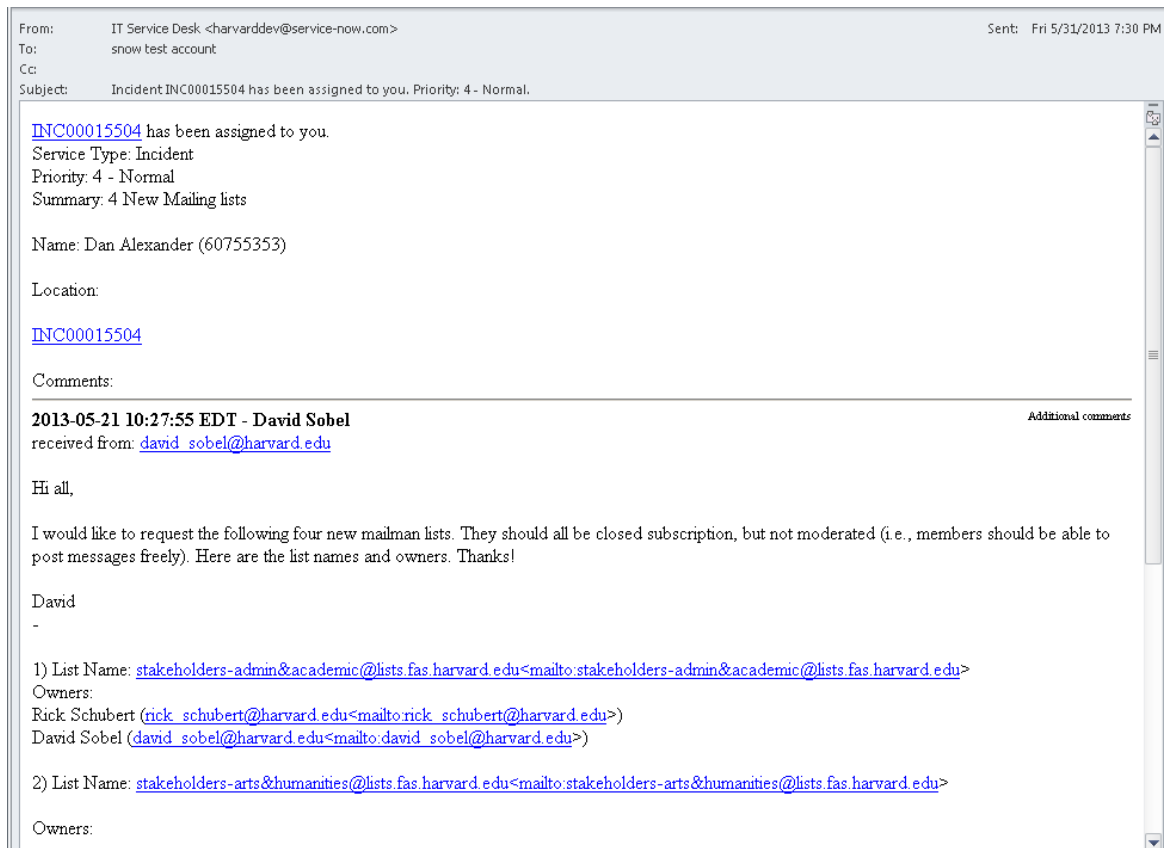 From: IT Service Desk <harvarddev@service-now.com> Sent: Fri 5/31/2013 7:30 PM
To: snow test account
Cc:
Subject: Incident INC00015504 has been assigned to you. Priority: 4 - Normal.
INC00015504 has been assigned to you.
Service Type: Incident
Priority: 4 - Normal
Summary: 4 New Mailing lists
Name: Dan Alexander (60755353)
Location:
INC00015504
Comments:
2013-05-21 10:27:55 EDT - David Sobel Additional comments
received from: david_sobel@harvard.edu
Hi all,
I would like to request the following four new mailman lists. They should all be closed subscription, but not moderated (i.e., members should be able to
post messages freely). Here are the list names and owners. Thanks!
David
-
1) List Name: stakeholders-admin&academic@lists.fas.harvard.edu<mailto:stakeholders-admin&academic@lists.fas.harvard.edu>
Owners:
Rick Schubert (rick_schubert@harvard.edu<mailto:rick_schubert@harvard.edu>)
David Sobel (david_sobel@harvard.edu<mailto:david_sobel@harvard.edu>)
2) List Name: stakeholders-arts&humanities@lists.fas.harvard.edu<mailto:stakeholders-arts&humanities@lists.fas.harvard.edu>
Owners: